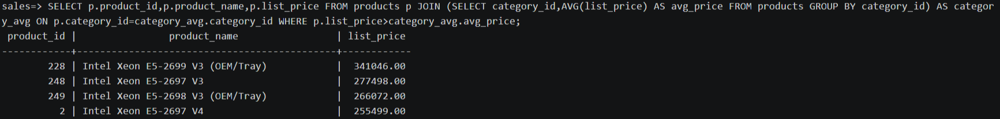 sales=> SELECT p.product_id,p.product_name,p.list_price FROM products p JOIN (SELECT category_id,AVG(list_price) AS avg_price FROM products GROUP BY category_id) AS categor
y_avg ON p.category_id=category_avg.category_id WHERE p.list_price>category_avg.avg_price;
 product_id |                product_name                 | list_price
------------+---------------------------------------------+------------
        228 | Intel Xeon E5-2699 V3 (OEM/Tray)            |  341046.00
        248 | Intel Xeon E5-2697 V3                       |  277498.00
        249 | Intel Xeon E5-2698 V3 (OEM/Tray)            |  266072.00
          2 | Intel Xeon E5-2697 V4                       |  255499.00